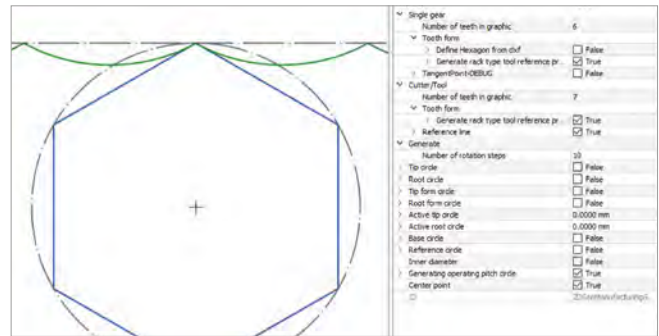 Single gear
Number of teeth in graphic 6
Tooth form
Define Hexagon from dxf False
Generate rack type tool reference pr... True
TangentPoint-DEBUG False
Cutter/Tool
Number of teeth in graphic 7
Tooth form
Generate rack type tool reference pr... True
Reference line True
Generate
Number of rotation steps 10
Tip circle False
Root circle False
Tip form circle False
Root form circle False
Active tip circle 0.0000 mm
Active root circle 0.0000 mm
Base circle False
Reference circle False
Inner diameter False
Generating operating pitch circle True
Center point True
ID